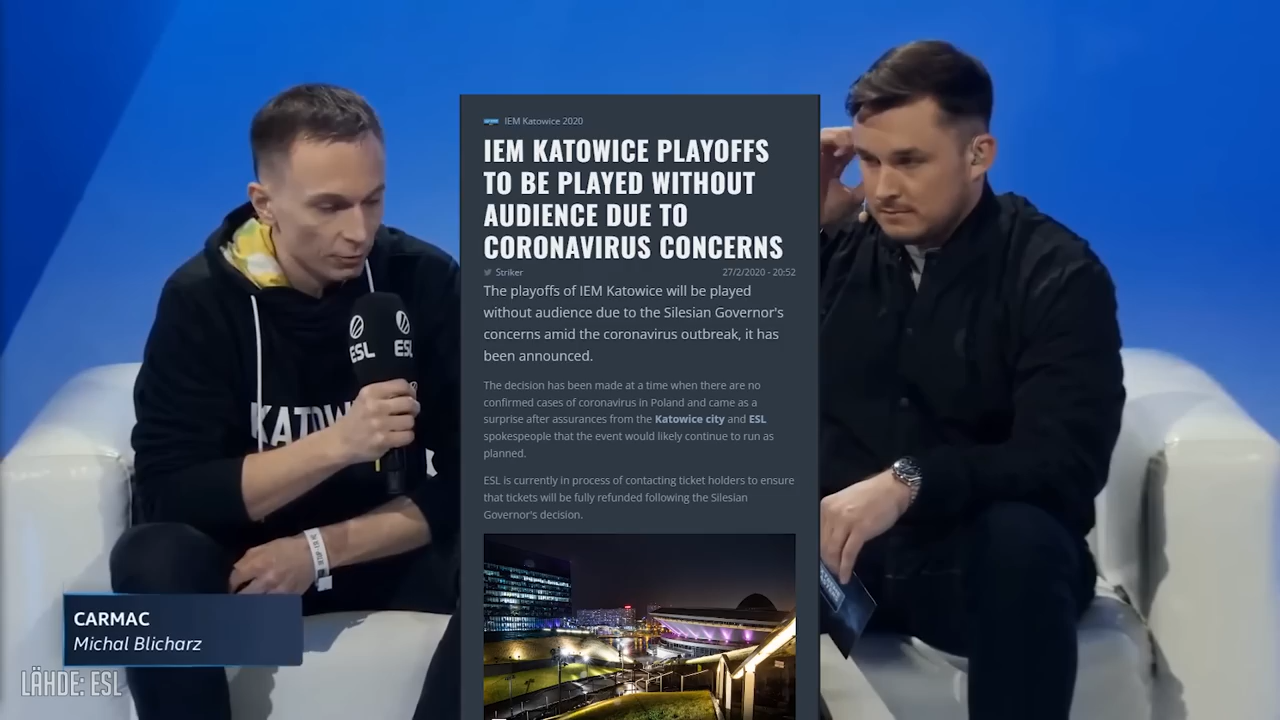 IEM Katowice 2020
IEM KATOWICE PLAYOFFS
TO BE PLAYED WITHOUT
AUDIENCE DUE TO
CORONAVIRUS CONCERNS
Striker
27/2/2020 - 20:52
The playoffs of IEM Katowice will be played
without audience due to the Silesian Governor's
concerns amid the coronavirus outbreak, it has
been announced.
The decision has been made at a time when there are no
confirmed cases of coronavirus in Poland and came as a
surprise after assurances from the Katowice city and ESL
spokespeople that the event would likely continue to run as
planned.
ESL is currently in process of contacting ticket holders to ensure
that tickets will be fully refunded following the Silesian
Governor's decision.
ESL
ESL
KATOW
CARMAC
Michal Blicharz
LÄHDE: ESL